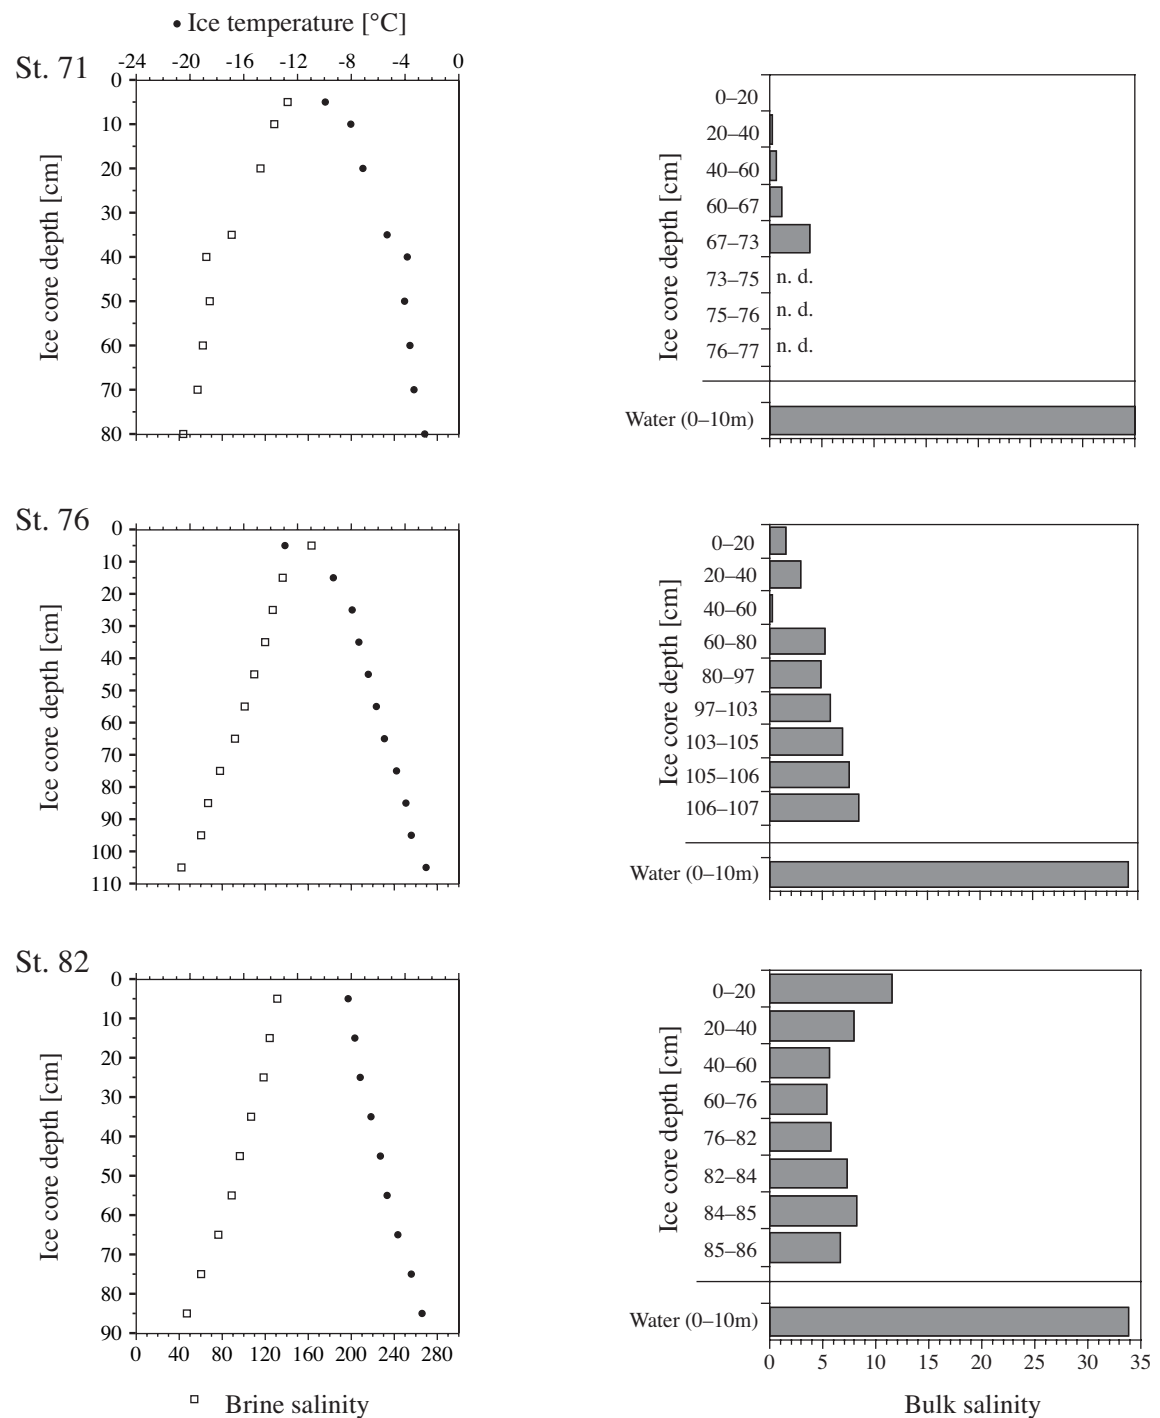 • Ice temperature [°C]
-24 -20 -16 -12 -8 -4 0
St. 71
0
10
20
30
40
50
60
70
80
Ice core depth [cm]
0–20
20–40
40–60
60–67
67–73
73–75 n. d.
75–76 n. d.
76–77 n. d.
Water (0–10m)
Ice core depth [cm]
St. 76
0
10
20
30
40
50
60
70
80
90
100
110
Ice core depth [cm]
0–20
20–40
40–60
60–80
80–97
97–103
103–105
105–106
106–107
Water (0–10m)
Ice core depth [cm]
St. 82
0
10
20
30
40
50
60
70
80
90
Ice core depth [cm]
0 40 80 120 160 200 240 280
Brine salinity
0–20
20–40
40–60
60–76
76–82
82–84
84–85
85–86
Water (0–10m)
Ice core depth [cm]
0 5 10 15 20 25 30 35
Bulk salinity